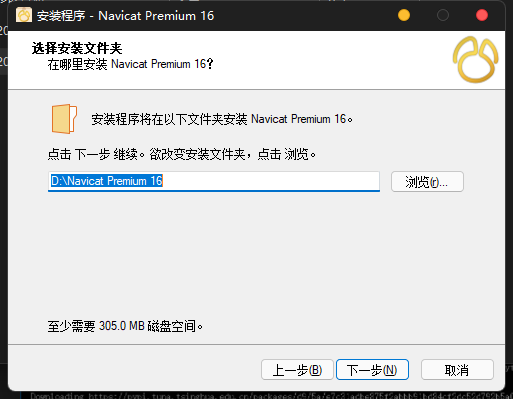 安装程序 - Navicat Premium 16
选择安装文件夹
在哪里安装 Navicat Premium 16?
安装程序将在以下文件夹安装 Navicat Premium 16。
点击 下一步 继续。欲改变安装文件夹，点击 浏览。
D:\Navicat Premium 16
浏览(r)...
至少需要 305.0 MB 磁盘空间。
上一步(B)
下一步(N)
取消